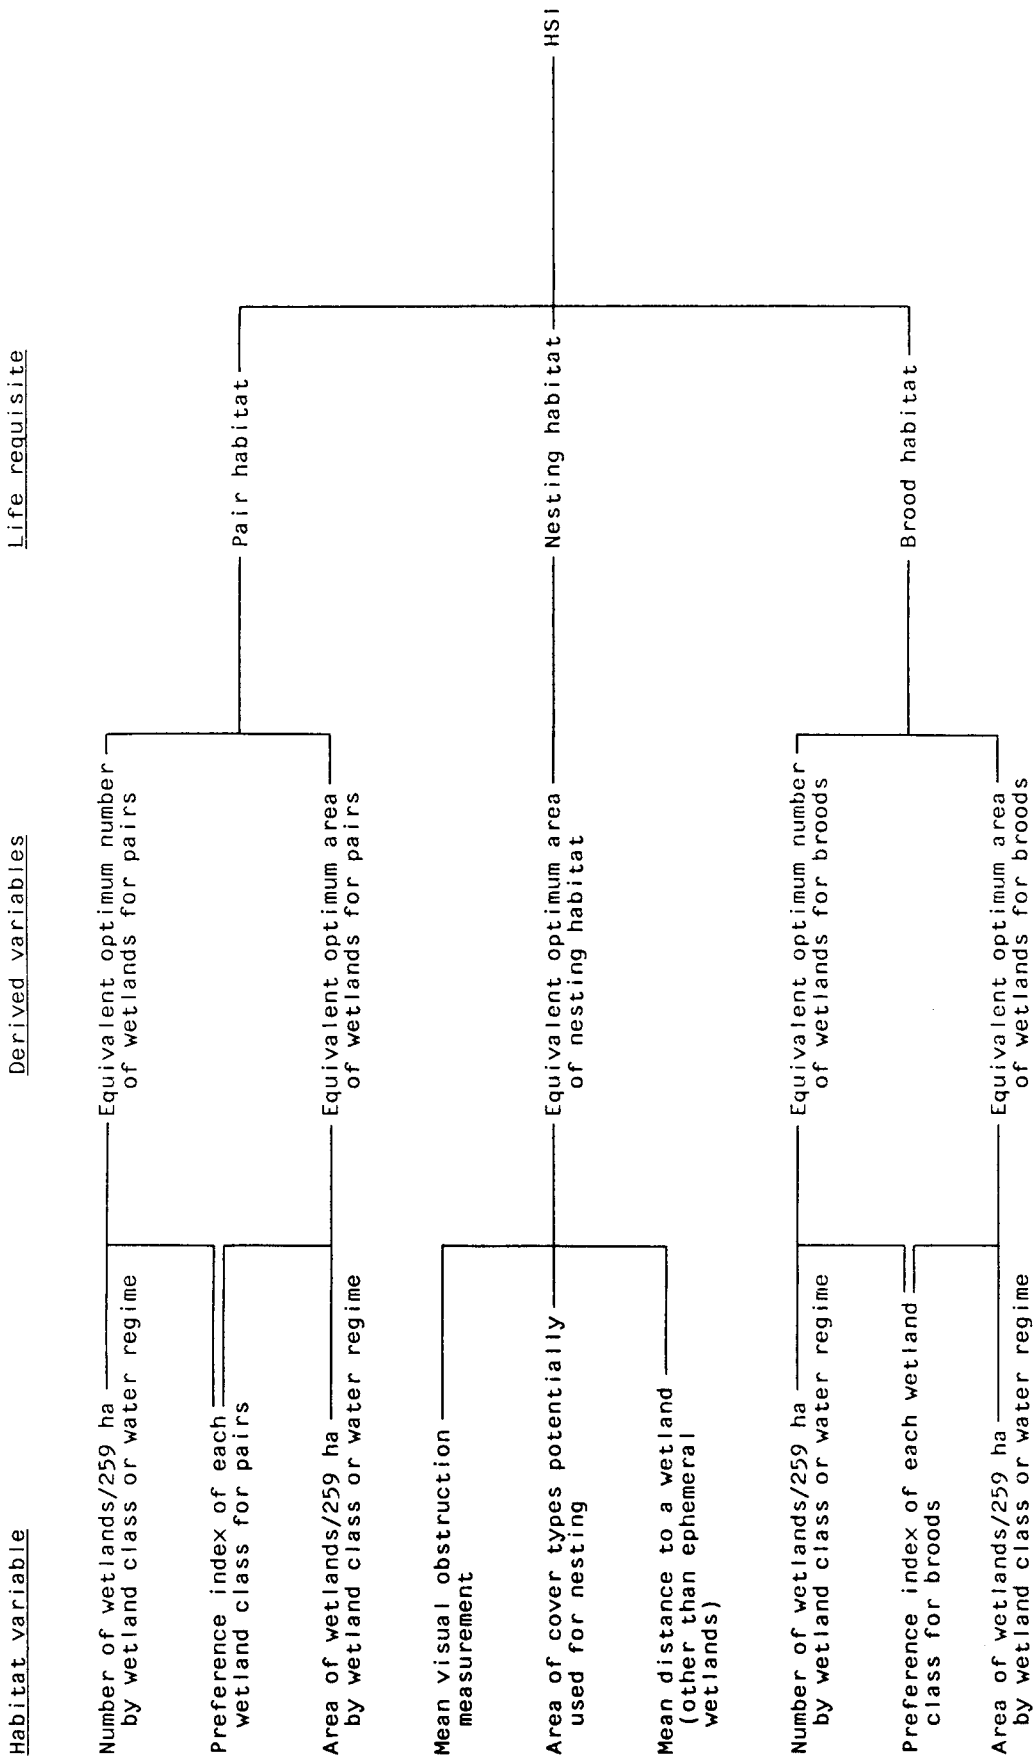 Habitat variable
Derived variables
Life requisite
Number of wetlands/259 ha
by wetland class or water regime
Equivalent optimum number
of wetlands for pairs
Preference index of each
wetland class for pairs
Pair habitat
Area of wetlands/259 ha
by wetland class or water regime
Equivalent optimum area
of wetlands for pairs
Mean visual obstruction
measurement
Area of cover types potentially
used for nesting
Equivalent optimum area
of nesting habitat
Nesting habitat
HSI
Mean distance to a wetland
(other than ephemeral
wetlands)
Number of wetlands/259 ha
by wetland class or water regime
Equivalent optimum number
of wetlands for broods
Preference index of each wetland
class for broods
Brood habitat
Area of wetlands/259 ha
by wetland class or water regime
Equivalent optimum area
of wetlands for broods